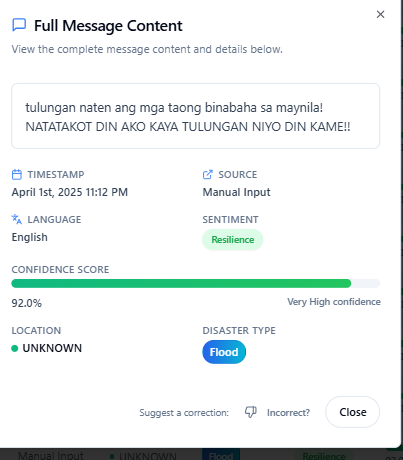 Full Message Content
View the complete message content and details below.
tulungan naten ang mga taong binabaha sa maynila!
NATATAKOT DIN AKO KAYA TULUNGAN NIYO DIN KAME!!
TIMESTAMP
April 1st, 2025 11:12 PM
SOURCE
Manual Input
LANGUAGE
English
SENTIMENT
Resilience
CONFIDENCE SCORE
92.0%
Very High confidence
LOCATION
UNKNOWN
DISASTER TYPE
Flood
Suggest a correction: Incorrect? Close
Manual Input UNKNOWN Flood Resilience